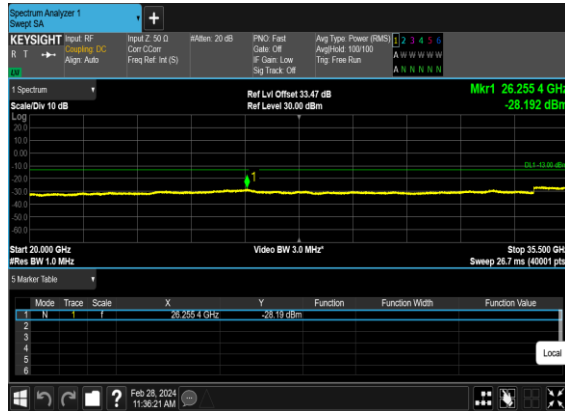 Spectrum Analyzer 1
Swept SA
+
KEYSIGHT
R T
LW
Input: RF
Coupling: DC
Align: Auto
Input Z: 50 Ω
Corr CCorr
Freq Ref: Int (S)
#Atten: 20 dB
PNO: Fast
Gate: Off
IF Gain: Low
Sig Track: Off
Avg Type: Power (RMS)
Avg|Hold: 100/100
Trig: Free Run
1 2 3 4 5 6
A W W W W W
A N N N N N
1 Spectrum
Scale/Div 10 dB
Ref Lvl Offset 33.47 dB
Ref Level 30.00 dBm
Mkr1 26.255 4 GHz
-28.192 dBm
Log
20.0
10.0
0.00
-10.0
-20.0
-30.0
-40.0
-50.0
-60.0
1
DL1 -13.00 dBm
Start 20.000 GHz
#Res BW 1.0 MHz
Video BW 3.0 MHz*
Stop 35.500 GHz
Sweep 26.7 ms (40001 pts)
5 Marker Table
Mode Trace Scale X Y Function Function Width Function Value
1 N 1 f 26.255 4 GHz -28.19 dBm
2
3
4
5
6
Local
?
Feb 28, 2024
11:36:21 AM